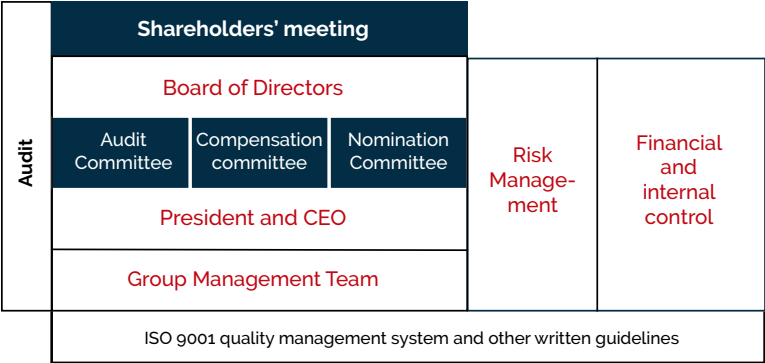 Shareholders’ meeting
Board of Directors
Audit
Committee
Compensation
committee
Nomination
Committee
President and CEO
Group Management Team
Audit
Risk
Manage-
ment
Financial
and
internal
control
ISO 9001 quality management system and other written guidelines